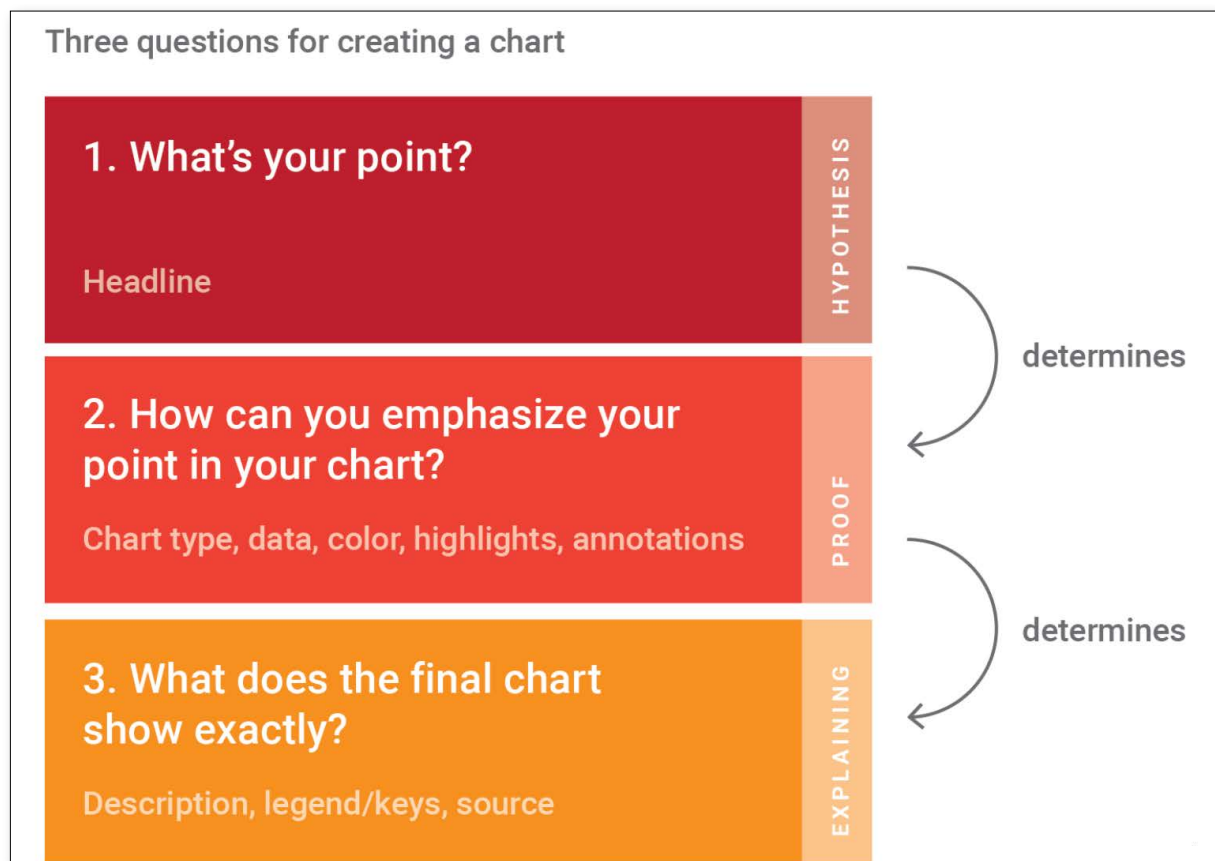 Three questions for creating a chart
1. What’s your point?
Headline
HYPOTHESIS
determines
2. How can you emphasize your
point in your chart?
Chart type, data, color, highlights, annotations
PROOF
determines
3. What does the final chart
show exactly?
Description, legend/keys, source
EXPLAINING